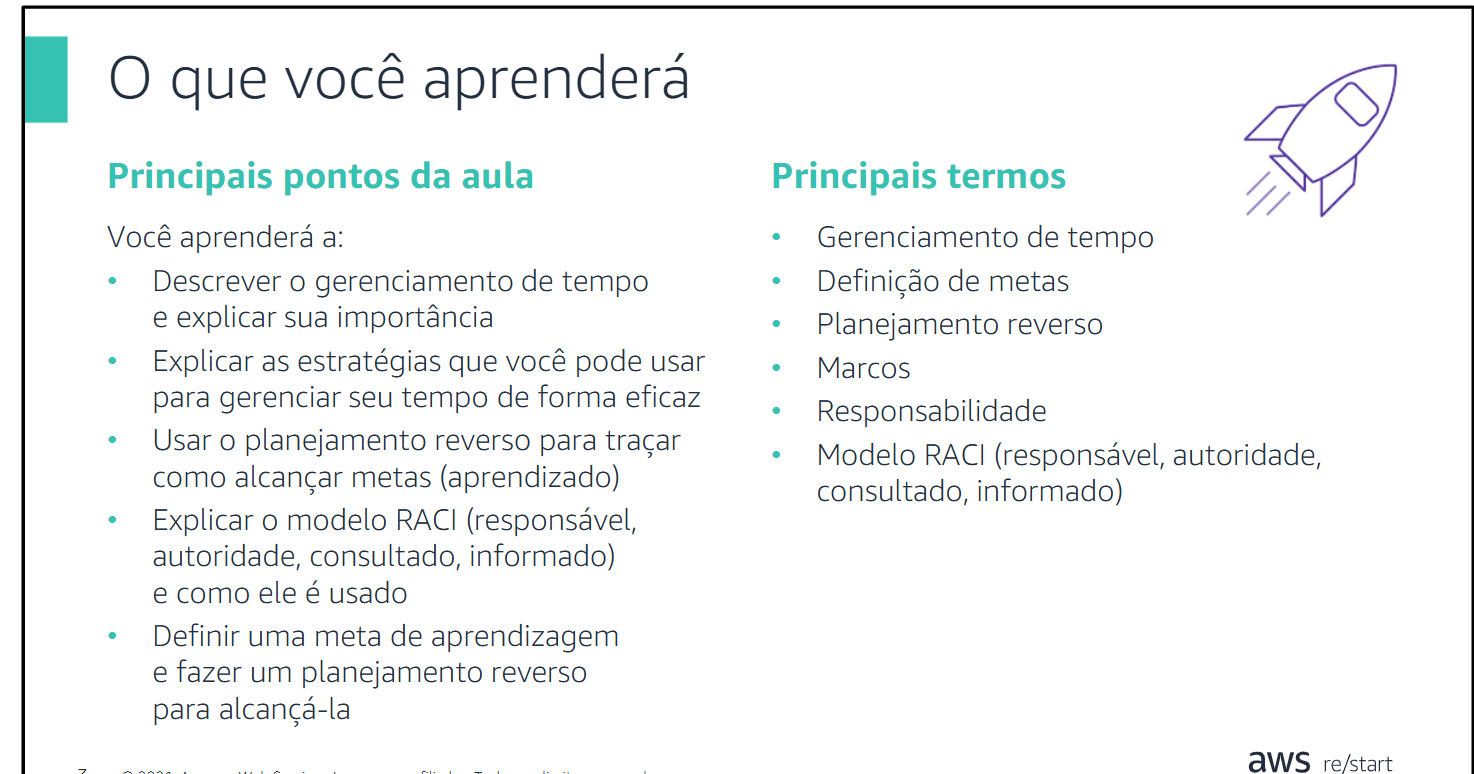 O que você aprenderá
Principais pontos da aula
Você aprenderá a:
• Descrever o gerenciamento de tempo
e explicar sua importância
• Explicar as estratégias que você pode usar
para gerenciar seu tempo de forma eficaz
• Usar o planejamento reverso para traçar
como alcançar metas (aprendizado)
• Explicar o modelo RACI (responsável,
autoridade, consultado, informado)
e como ele é usado
• Definir uma meta de aprendizagem
e fazer um planejamento reverso
para alcançá-la
Principais termos
• Gerenciamento de tempo
• Definição de metas
• Planejamento reverso
• Marcos
• Responsabilidade
• Modelo RACI (responsável, autoridade,
consultado, informado)
aws re/start